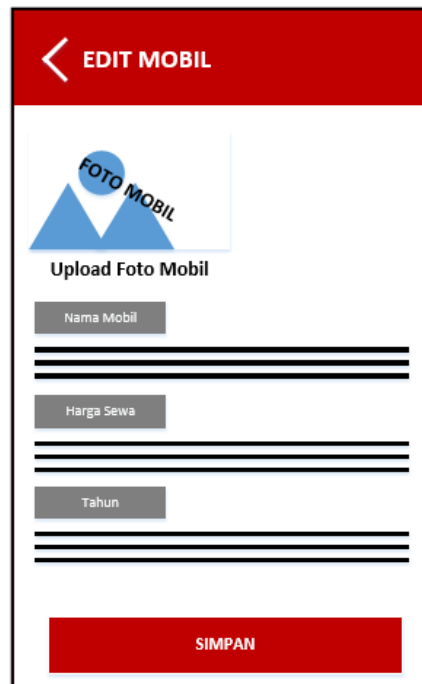 EDIT MOBIL
FOTO MOBIL
Upload Foto Mobil
Nama Mobil
Harga Sewa
Tahun
SIMPAN